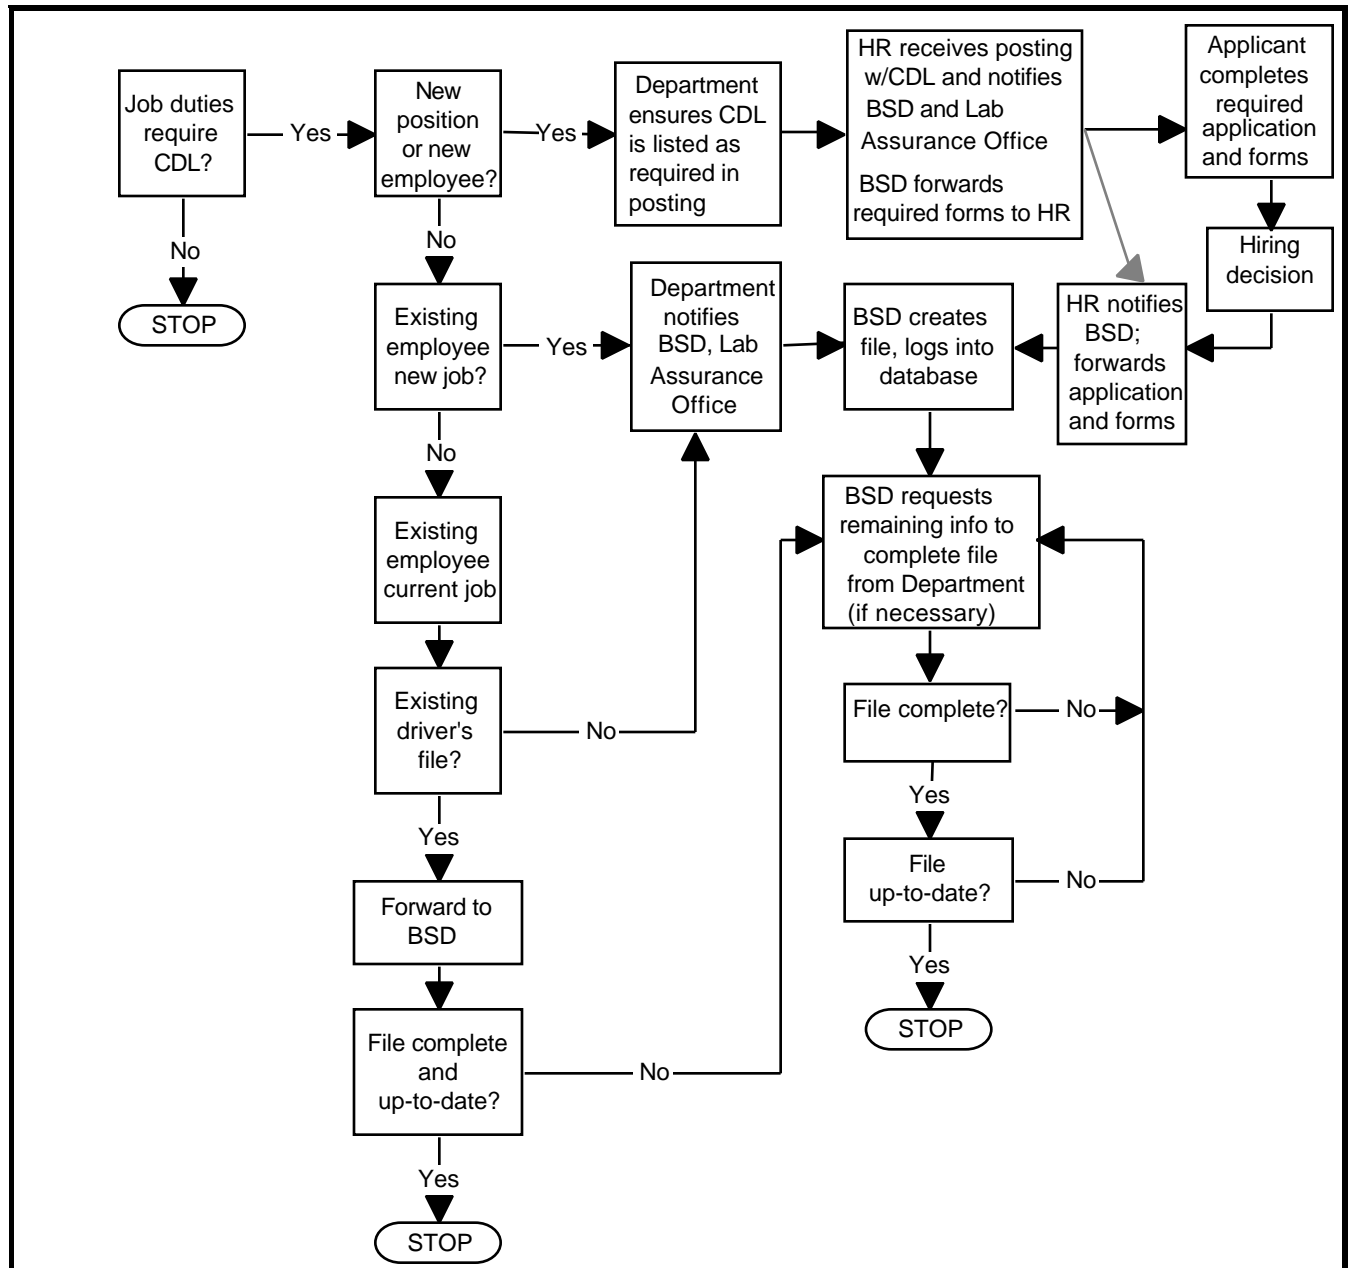 Job duties
require
CDL?
Yes
New
position
or new
employee?
Yes
Department
ensures CDL
is listed as
required in
posting
HR receives posting
w/CDL and notifies
BSD and Lab
Assurance Office
BSD forwards
required forms to HR
Applicant
completes
required
application
and forms
No
STOP
No
Hiring
decision
Existing
employee
new job?
Yes
Department
notifies
BSD, Lab
Assurance
Office
BSD creates
file, logs into
database
HR notifies
BSD;
forwards
application
and forms
No
Existing
employee
current job
BSD requests
remaining info to
complete file
from Department
(if necessary)
Existing
driver's
file?
No
File complete?
No
Yes
Yes
File
up-to-date?
No
Forward to
BSD
Yes
STOP
File complete
and
up-to-date?
No
Yes
STOP